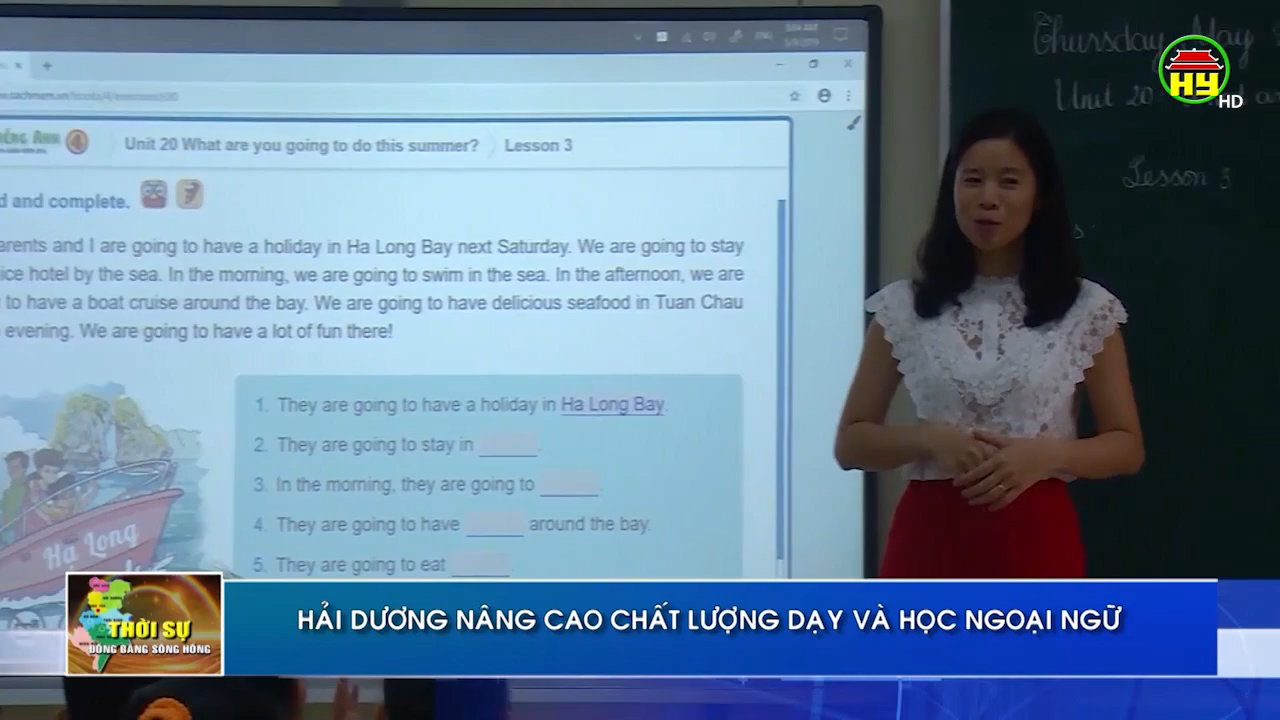 Thursday May
HY
HD
Unit 20
Lesson 3
ENG
TIẾNG ANH 4
Unit 20 What are you going to do this summer?
Lesson 3
d and complete.
arents and I are going to have a holiday in Ha Long Bay next Saturday. We are going to stay
ice hotel by the sea. In the morning, we are going to swim in the sea. In the afternoon, we are
to have a boat cruise around the bay. We are going to have delicious seafood in Tuan Chau
evening. We are going to have a lot of fun there!
1. They are going to have a holiday in Ha Long Bay.
2. They are going to stay in
3. In the morning, they are going to
4. They are going to have around the bay.
5. They are going to eat
Ha Long
THỜI SỰ
ĐỒNG BẰNG SÔNG HỒNG
HẢI DƯƠNG NÂNG CAO CHẤT LƯỢNG DẠY VÀ HỌC NGOẠI NGỮ